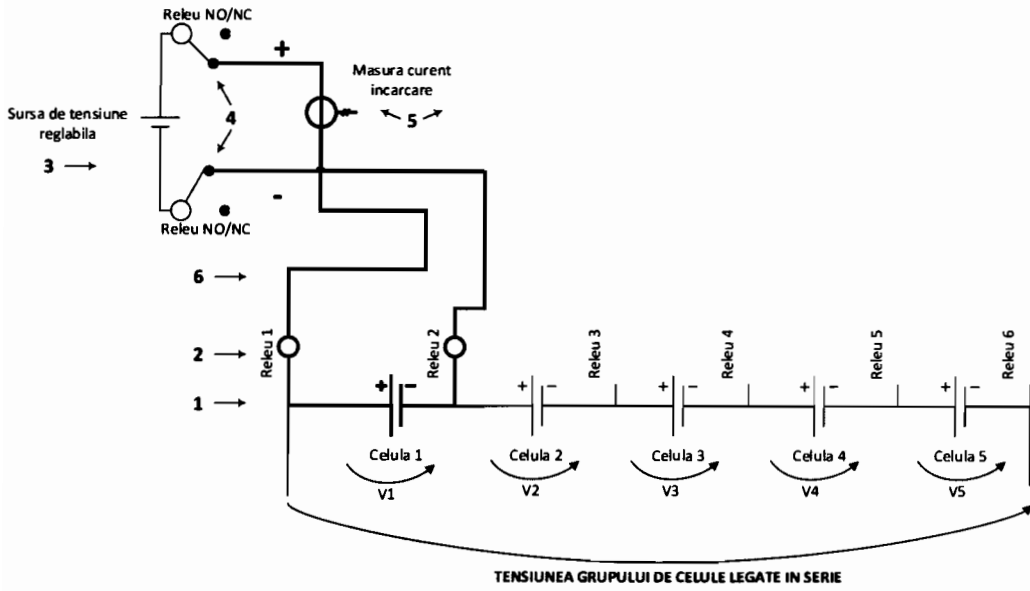 Releu NO/NC
+
Masura curent
incarcare
Sursa de tensiune
reglabila
4
5
3
-
Releu NO/NC
6
Releu 1
Releu 2
Releu 3
Releu 4
Releu 5
Releu 6
2
1
+ -
+ -
+ -
+ -
+ -
Celula 1
Celula 2
Celula 3
Celula 4
Celula 5
V1
V2
V3
V4
V5
TENSIUNEA GRUPULUI DE CELULE LEGATE IN SERIE